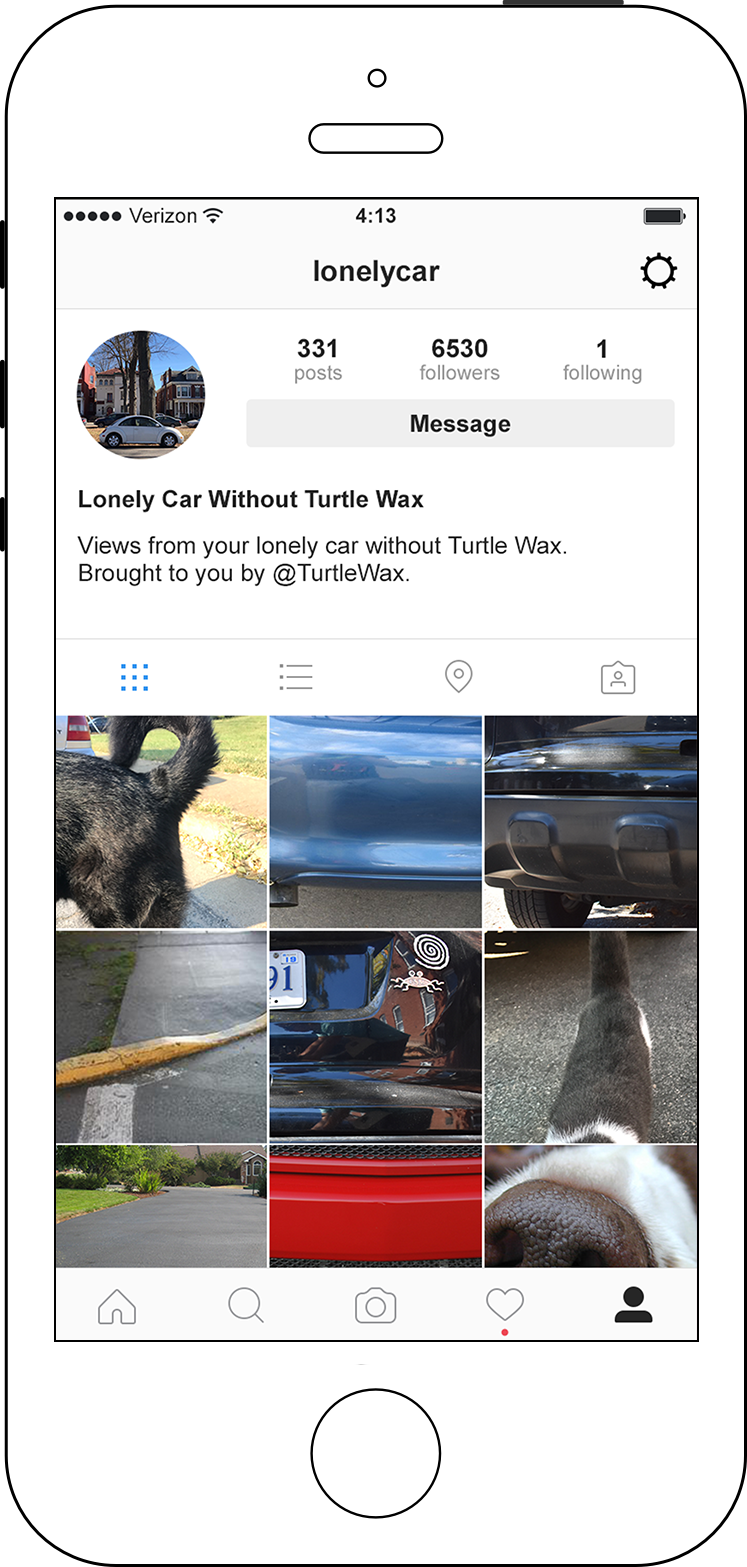 Verizon
4:13
lonelycar
331
6530
1
posts
followers
following
Message
Lonely Car Without Turtle Wax
Views from your lonely car without Turtle Wax.
Brought to you by @TurtleWax.
19
91